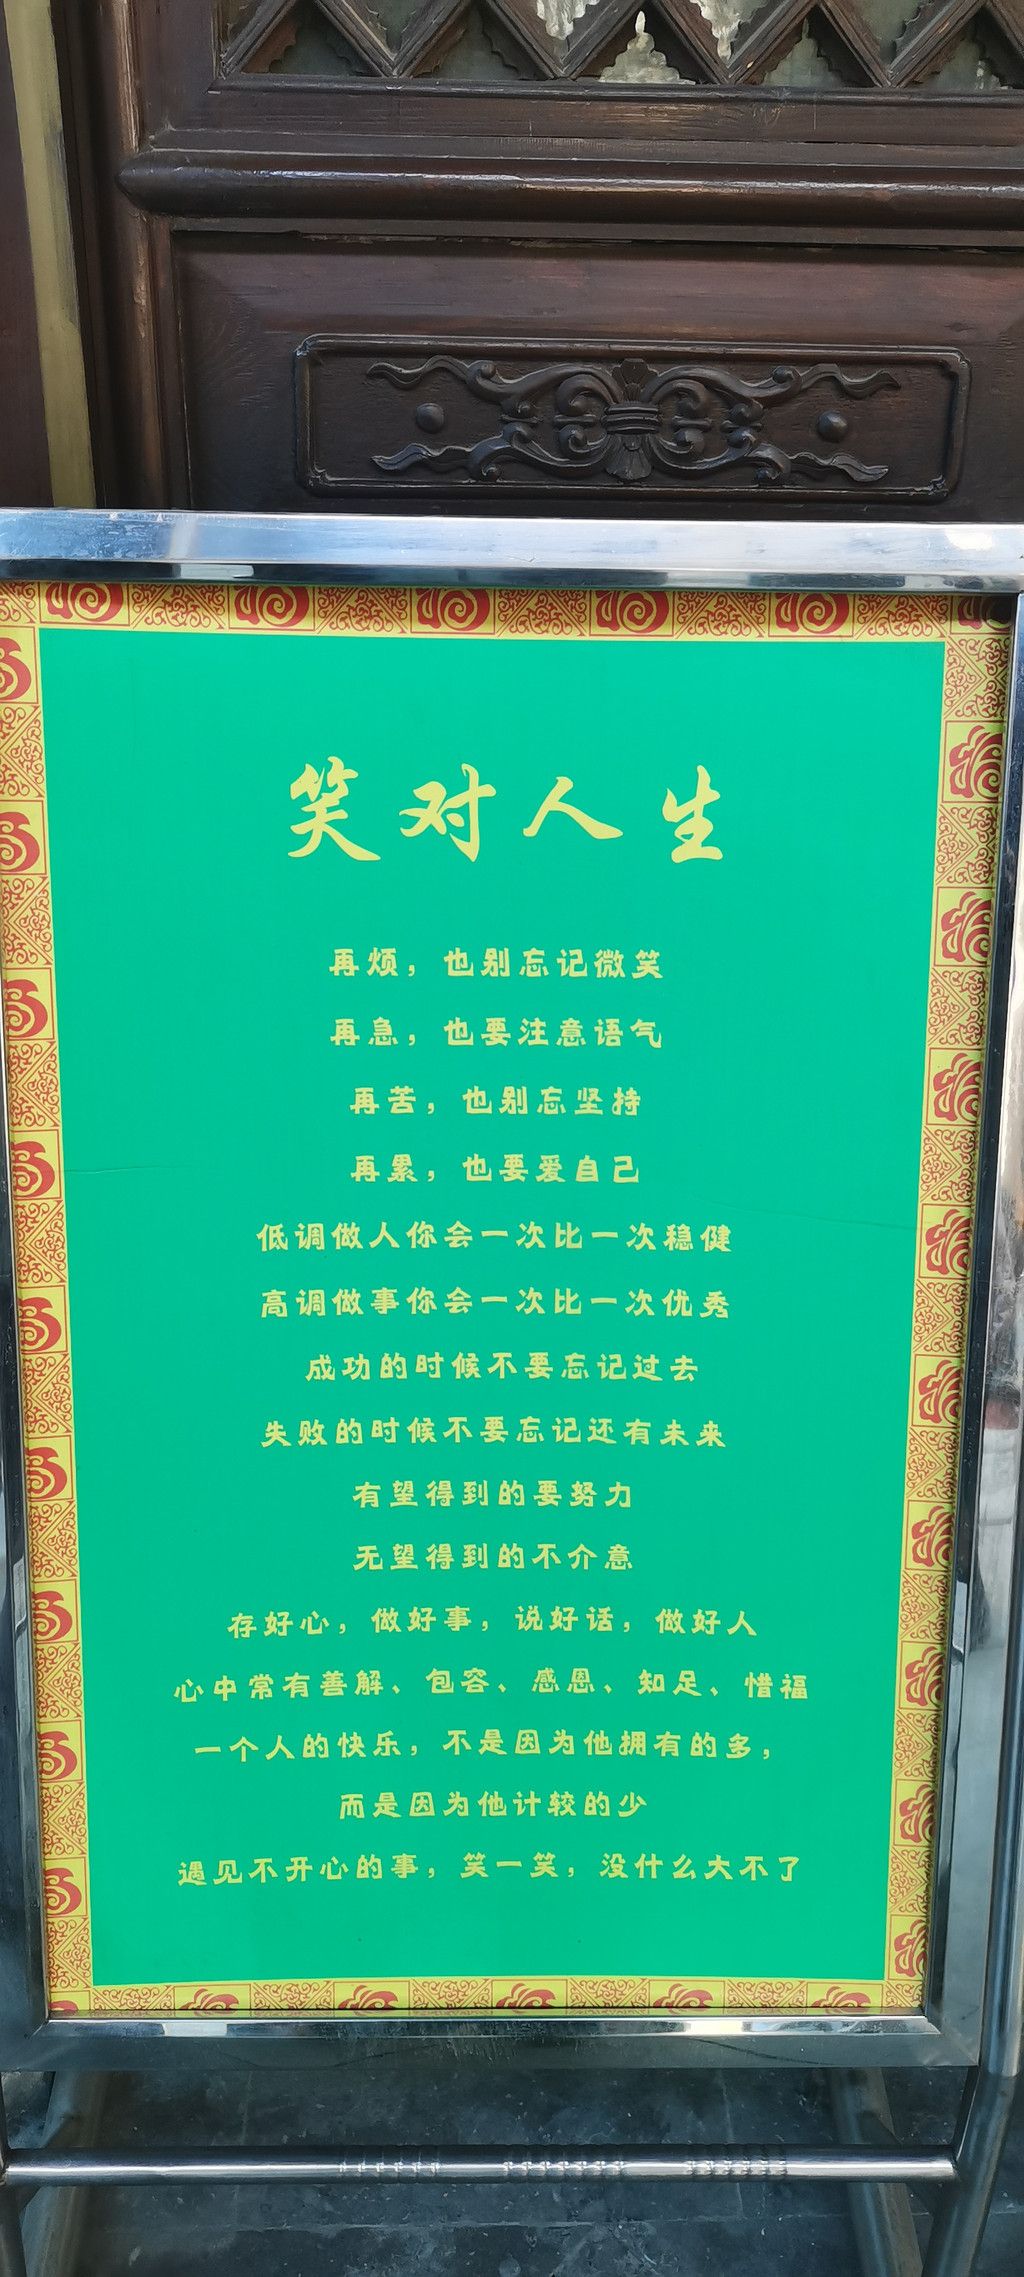 笑对人生
再烦，也别忘记微笑
再急，也要注意语气
再苦，也别忘坚持
再累，也要爱自己
低调做人你会一次比一次稳健
高调做事你会一次比一次优秀
成功的时候不要忘记过去
失败的时候不要忘记还有未来
有望得到的要努力
无望得到的不介意
存好心，做好事，说好话，做好人
心中常有善解、包容、感恩、知足、惜福
一个人的快乐，不是因为他拥有的多，
而是因为他计较的少
遇见不开心的事，笑一笑，没什么大不了